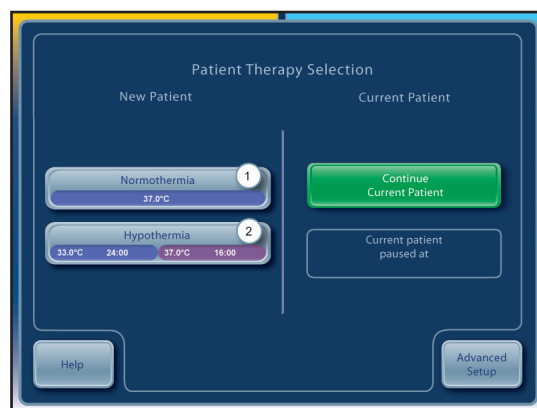 Patient Therapy Selection
New Patient
Current Patient
Normothermia
1
37.0°C
Hypothermia
2
33.0°C 24:00 37.0°C 16:00
Continue
Current Patient
Current patient
paused at
Help
Advanced
Setup